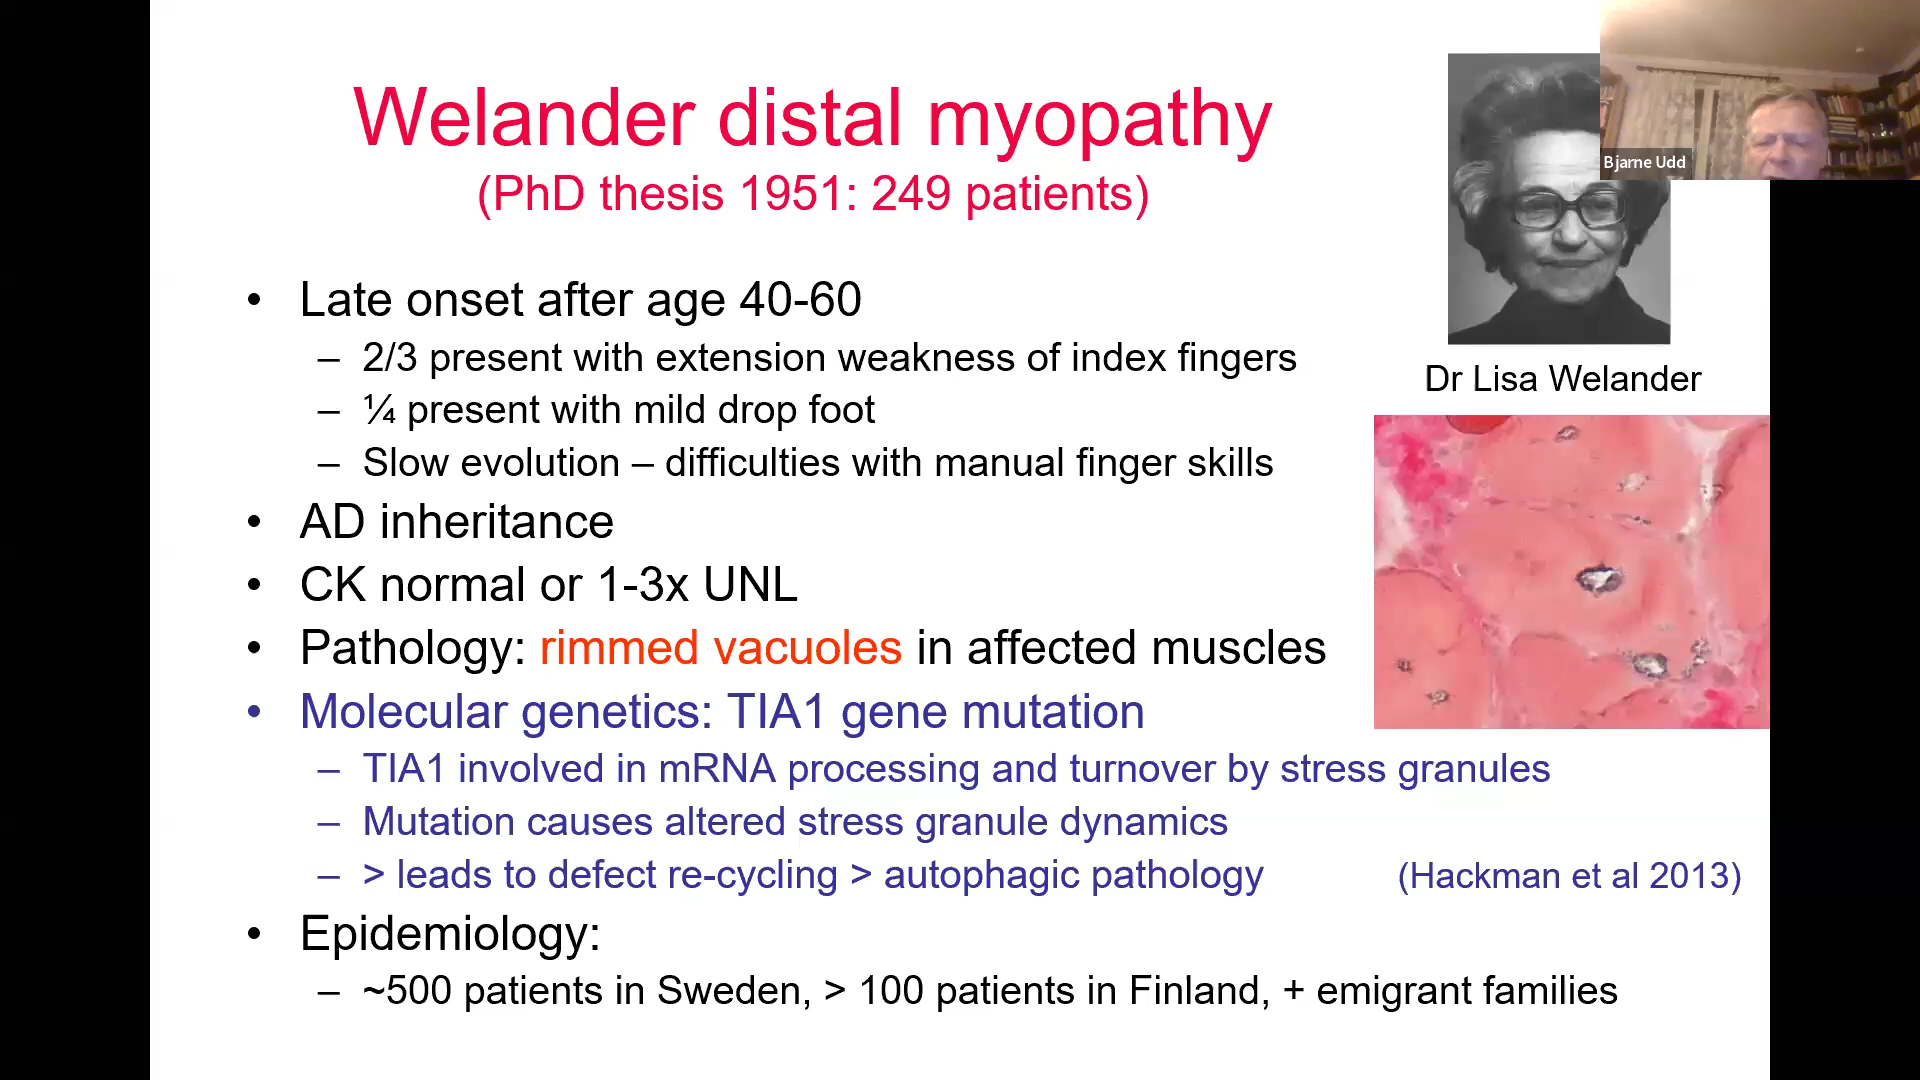 Welander distal myopathy
(PhD thesis 1951: 249 patients)
Bjarne Udd
• Late onset after age 40-60
– 2/3 present with extension weakness of index fingers
– ¼ present with mild drop foot
– Slow evolution – difficulties with manual finger skills
Dr Lisa Welander
• AD inheritance
• CK normal or 1-3x UNL
• Pathology: rimmed vacuoles in affected muscles
• Molecular genetics: TIA1 gene mutation
– TIA1 involved in mRNA processing and turnover by stress granules
– Mutation causes altered stress granule dynamics
– > leads to defect re-cycling > autophagic pathology (Hackman et al 2013)
• Epidemiology:
– ~500 patients in Sweden, > 100 patients in Finland, + emigrant families